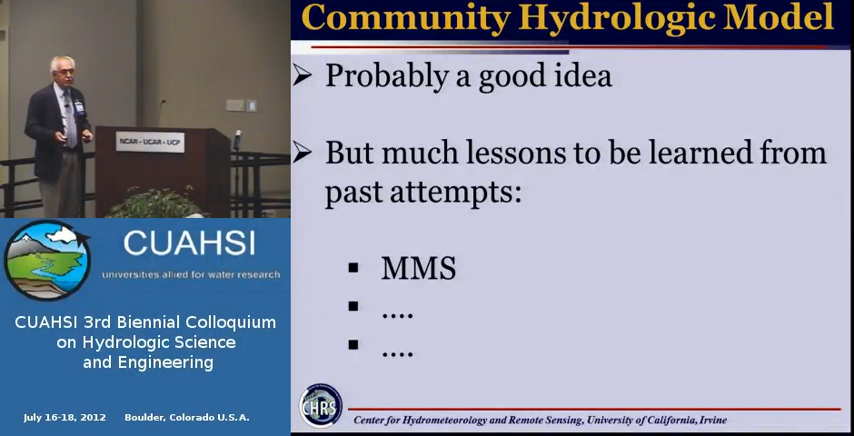 Community Hydrologic Model
Probably a good idea
But much lessons to be learned from
past attempts:
MMS
....
....
CHRS
Center for Hydrometeorology and Remote Sensing, University of California, Irvine
NCAR - UCAR - UCP
CUAHSI
universities allied for water research
CUAHSI 3rd Biennial Colloquium
on Hydrologic Science
and Engineering
July 16-18, 2012 Boulder, Colorado U.S.A.